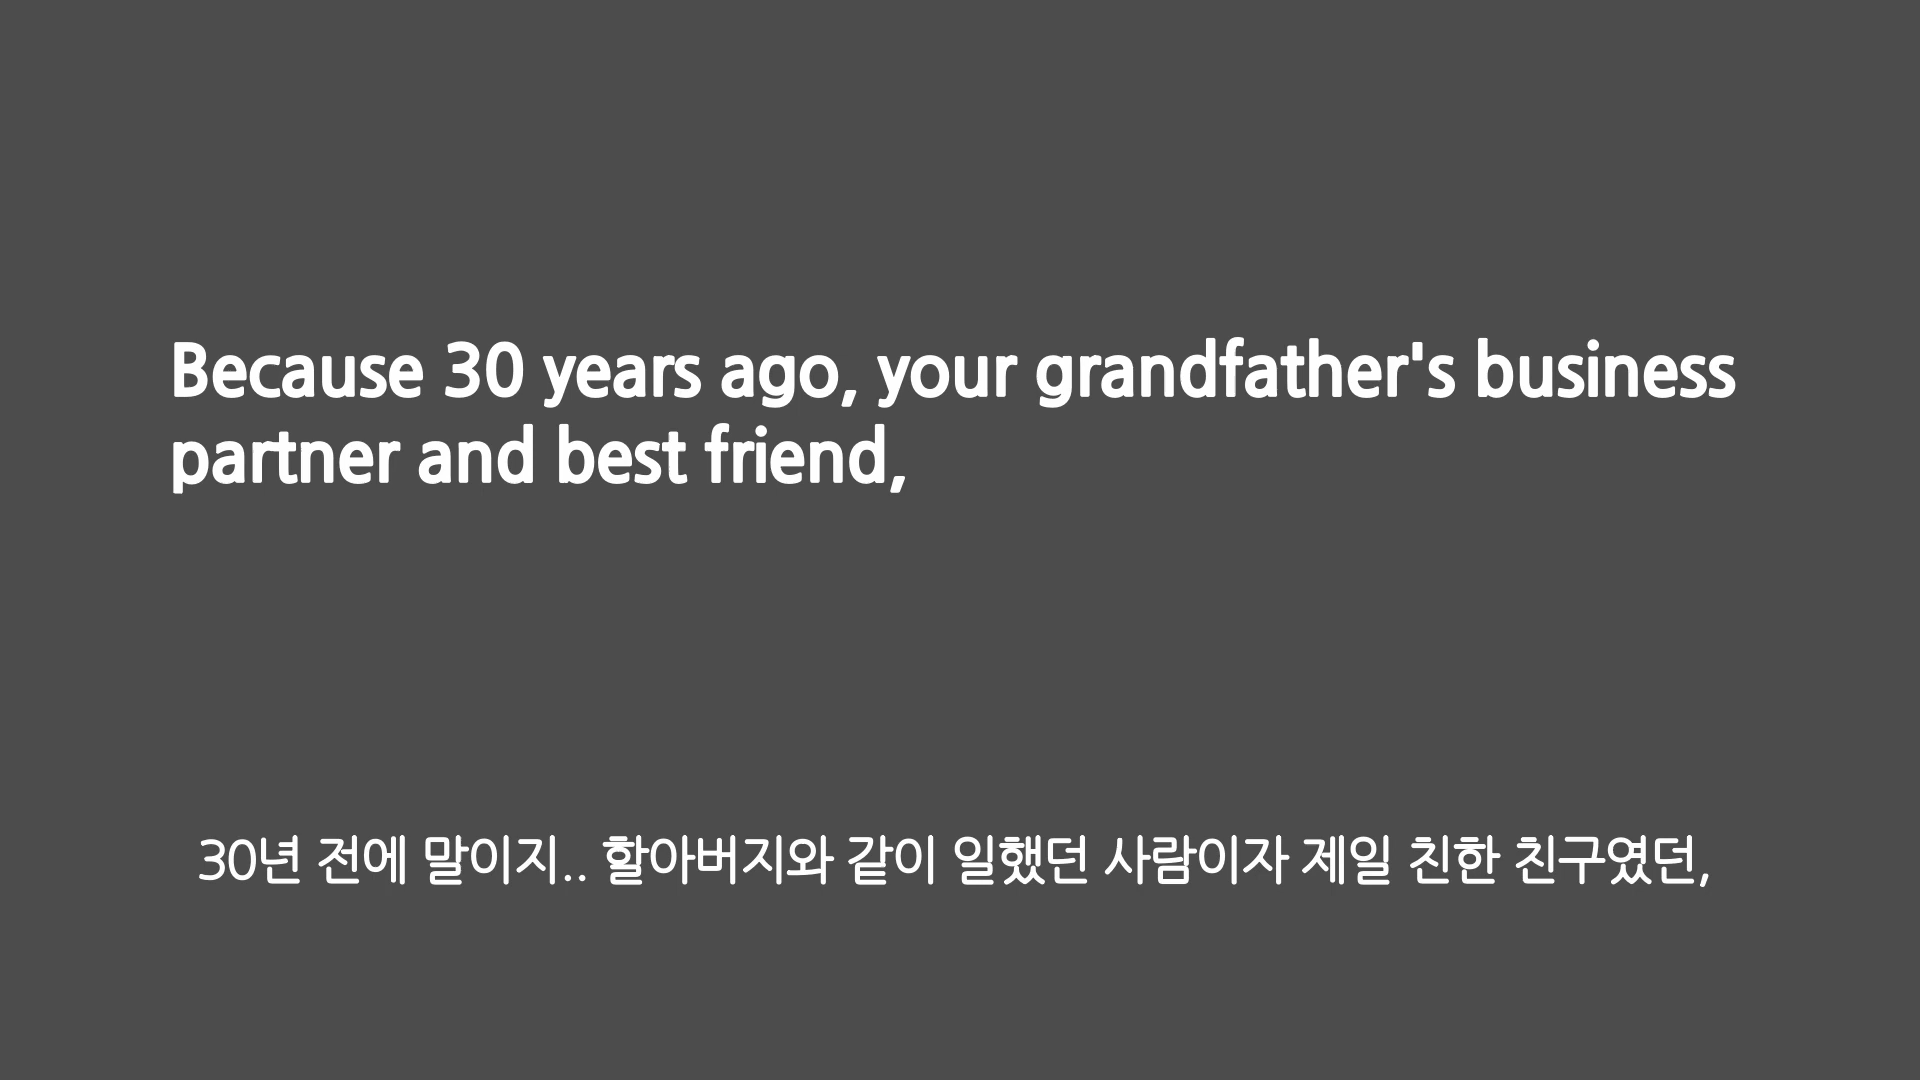 Because 30 years ago, your grandfather's business
partner and best friend,
30년 전에 말이지.. 할아버지와 같이 일했던 사람이자 제일 친한 친구였던,